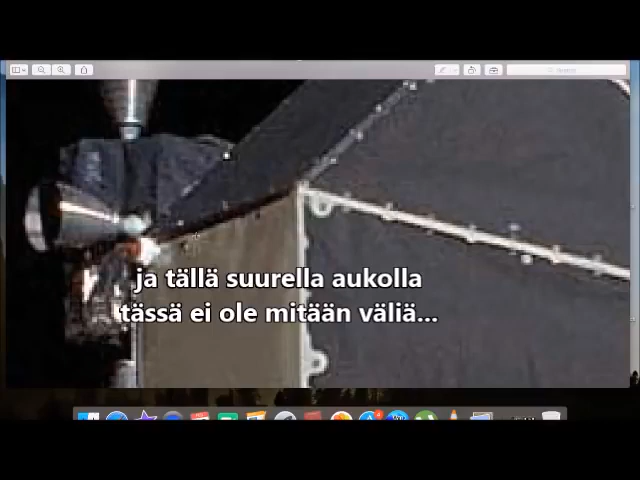 ja tällä suurella aukolla
tässä ei ole mitään väliä...